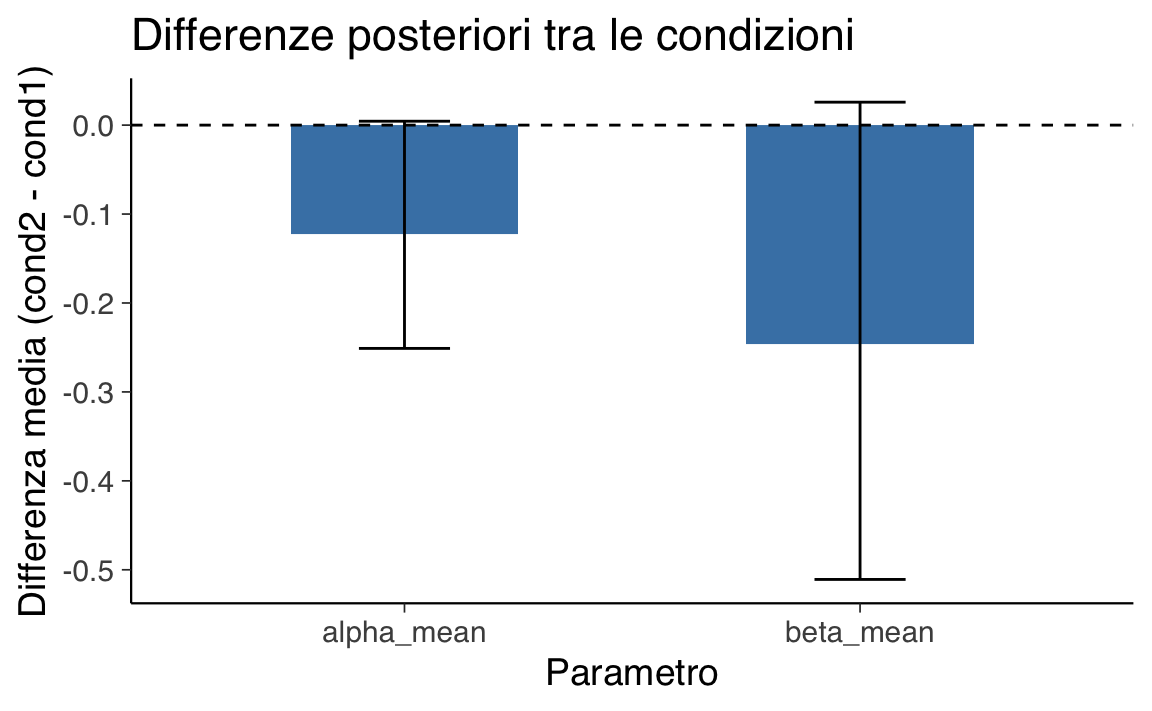 Differenze posteriori tra le condizioni
Differenza media (cond2 - cond1)
0.0
-0.1
-0.2
-0.3
-0.4
-0.5
alpha_mean
beta_mean
Parametro